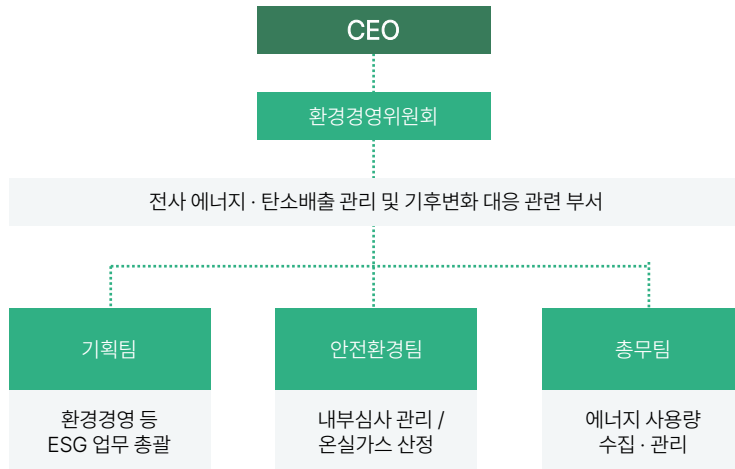 CEO
환경경영위원회
전사 에너지 · 탄소배출 관리 및 기후변화 대응 관련 부서
기획팀
환경경영 등
ESG 업무 총괄
안전환경팀
내부심사 관리 /
온실가스 산정
총무팀
에너지 사용량
수집 · 관리